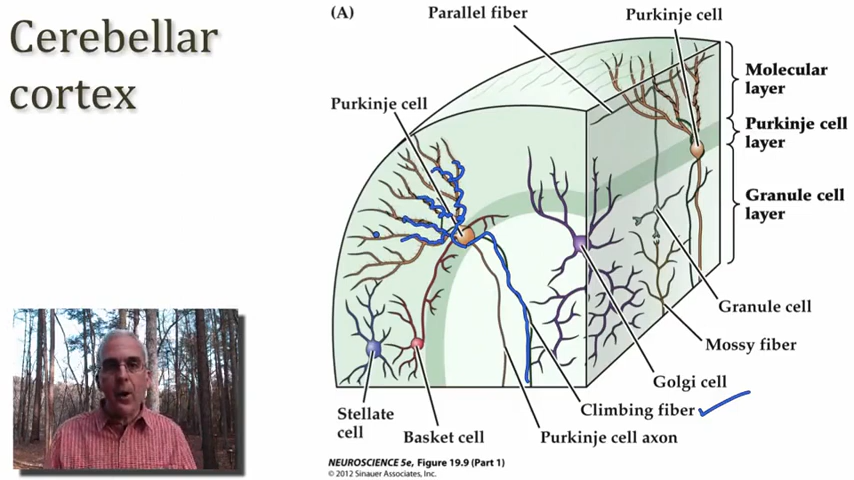 Cerebellar
cortex
(A)
Parallel fiber
Purkinje cell
Purkinje cell
Molecular
layer
Purkinje cell
layer
Granule cell
layer
Granule cell
Mossy fiber
Golgi cell
Climbing fiber
Purkinje cell axon
Basket cell
Stellate
cell
NEUROSCIENCE 5e, Figure 19.9 (Part 1)
© 2012 Sinauer Associates, Inc.